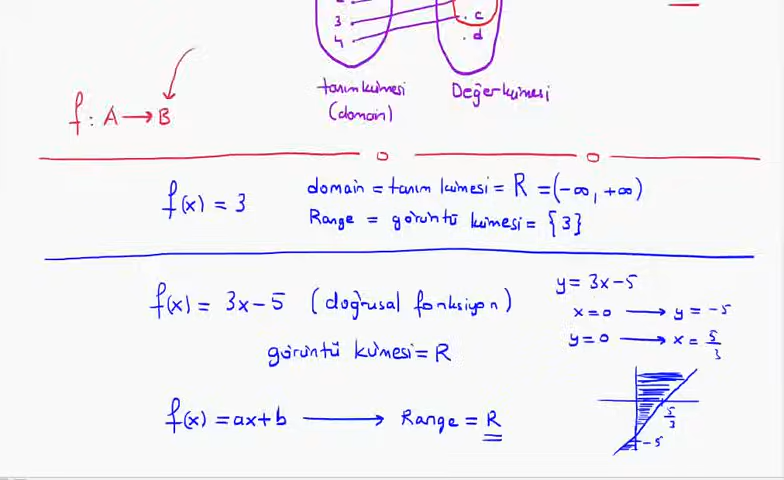 3
4
c
d
tanım kümesi
(domain)
Değer kümesi
f : A → B
f(x) = 3
domain = tanım kümesi = R = (-∞, +∞)
Range = görüntü kümesi = {3}
f(x) = 3x-5 (doğrusal fonksiyon)
görüntü kümesi = R
y = 3x-5
x=0 → y = -5
y=0 → x = 5/3
f(x) = ax+b → Range = R
5/3
-5